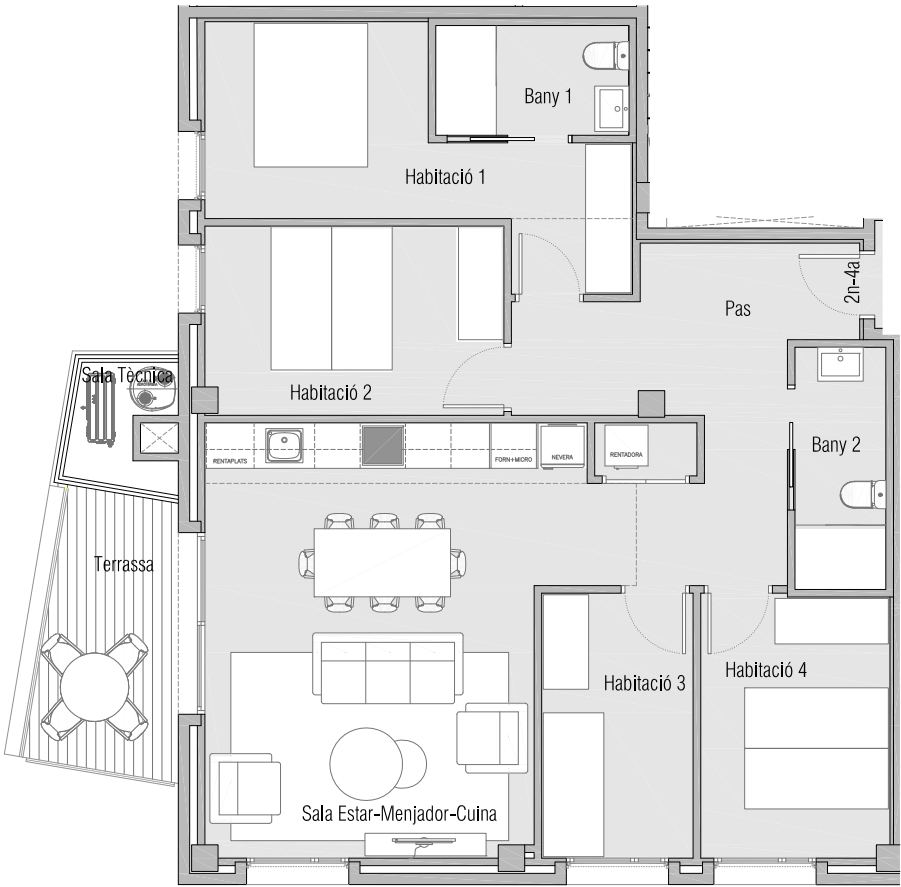 Bany 1
Habitació 1
2n-4a
Pas
Sala Tècnica
Habitació 2
Bany 2
RENTAPLATS
FORN+MICRO
NEVERA
RENTADORA
Terrassa
Habitació 3
Habitació 4
Sala Estar-Menjador-Cuina